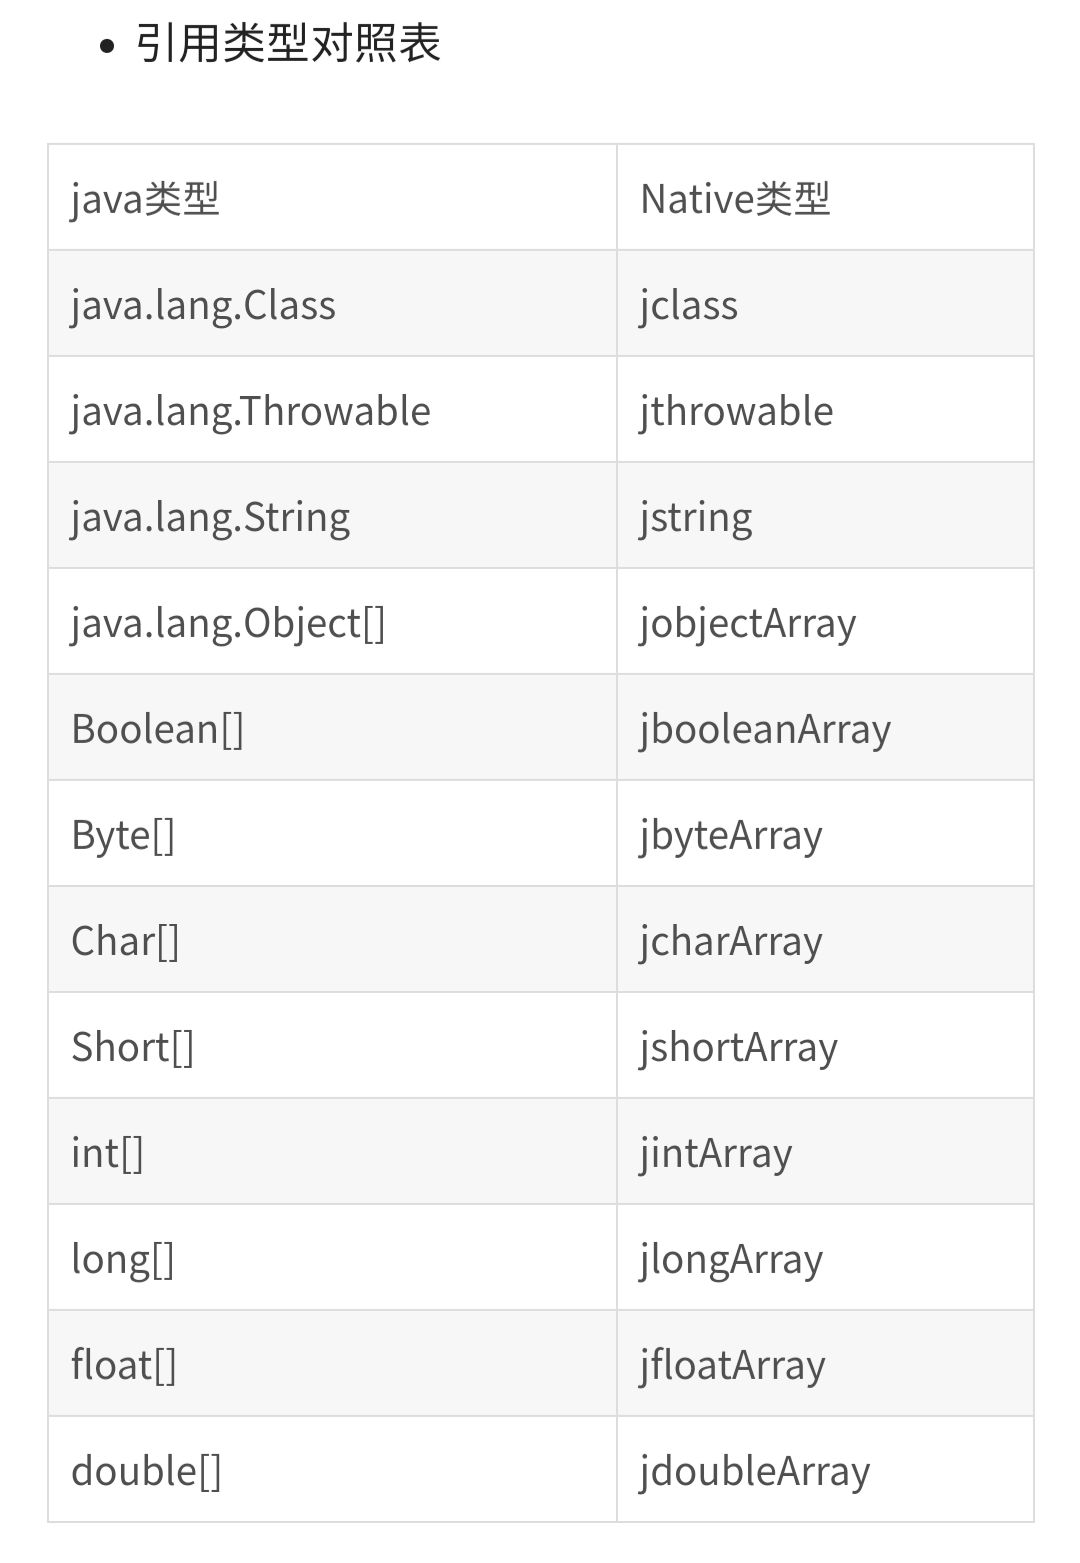 • 引用类型对照表
java类型 Native类型
java.lang.Class jclass
java.lang.Throwable jthrowable
java.lang.String jstring
java.lang.Object[] jobjectArray
Boolean[] jbooleanArray
Byte[] jbyteArray
Char[] jcharArray
Short[] jshortArray
int[] jintArray
long[] jlongArray
float[] jfloatArray
double[] jdoubleArray